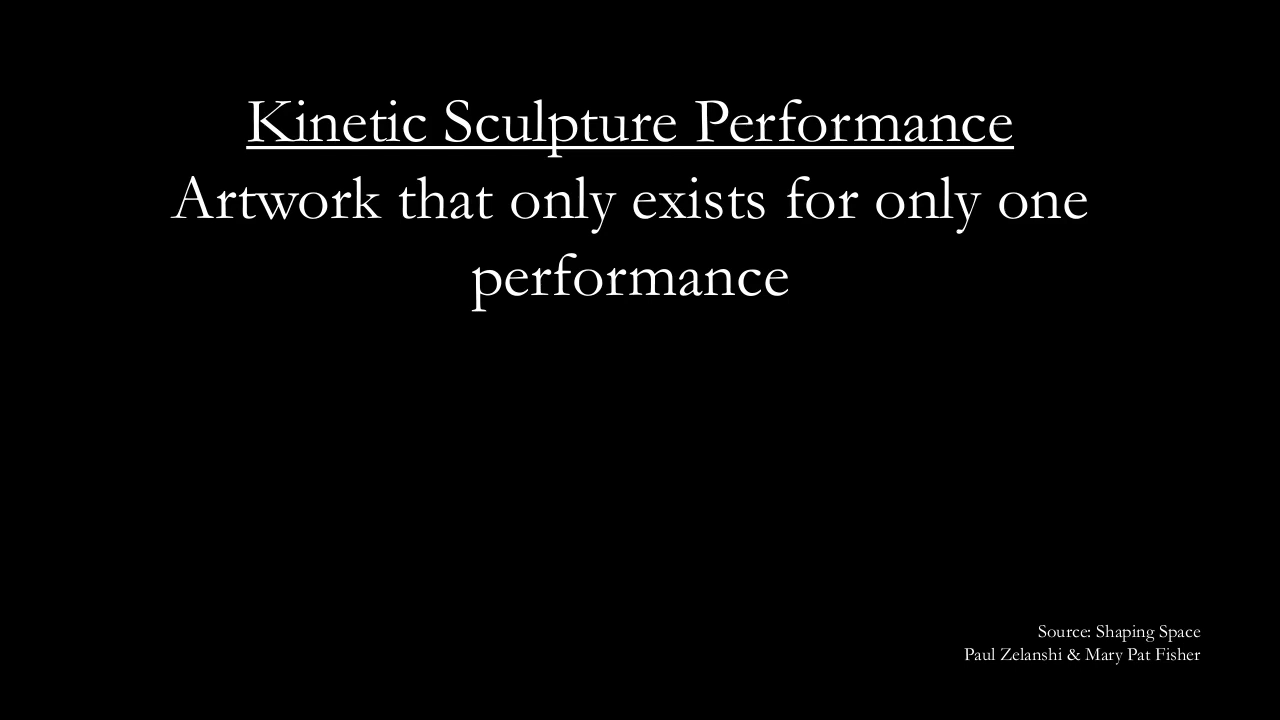 Kinetic Sculpture Performance
Artwork that only exists for only one
performance
Source: Shaping Space
Paul Zelanshi & Mary Pat Fisher